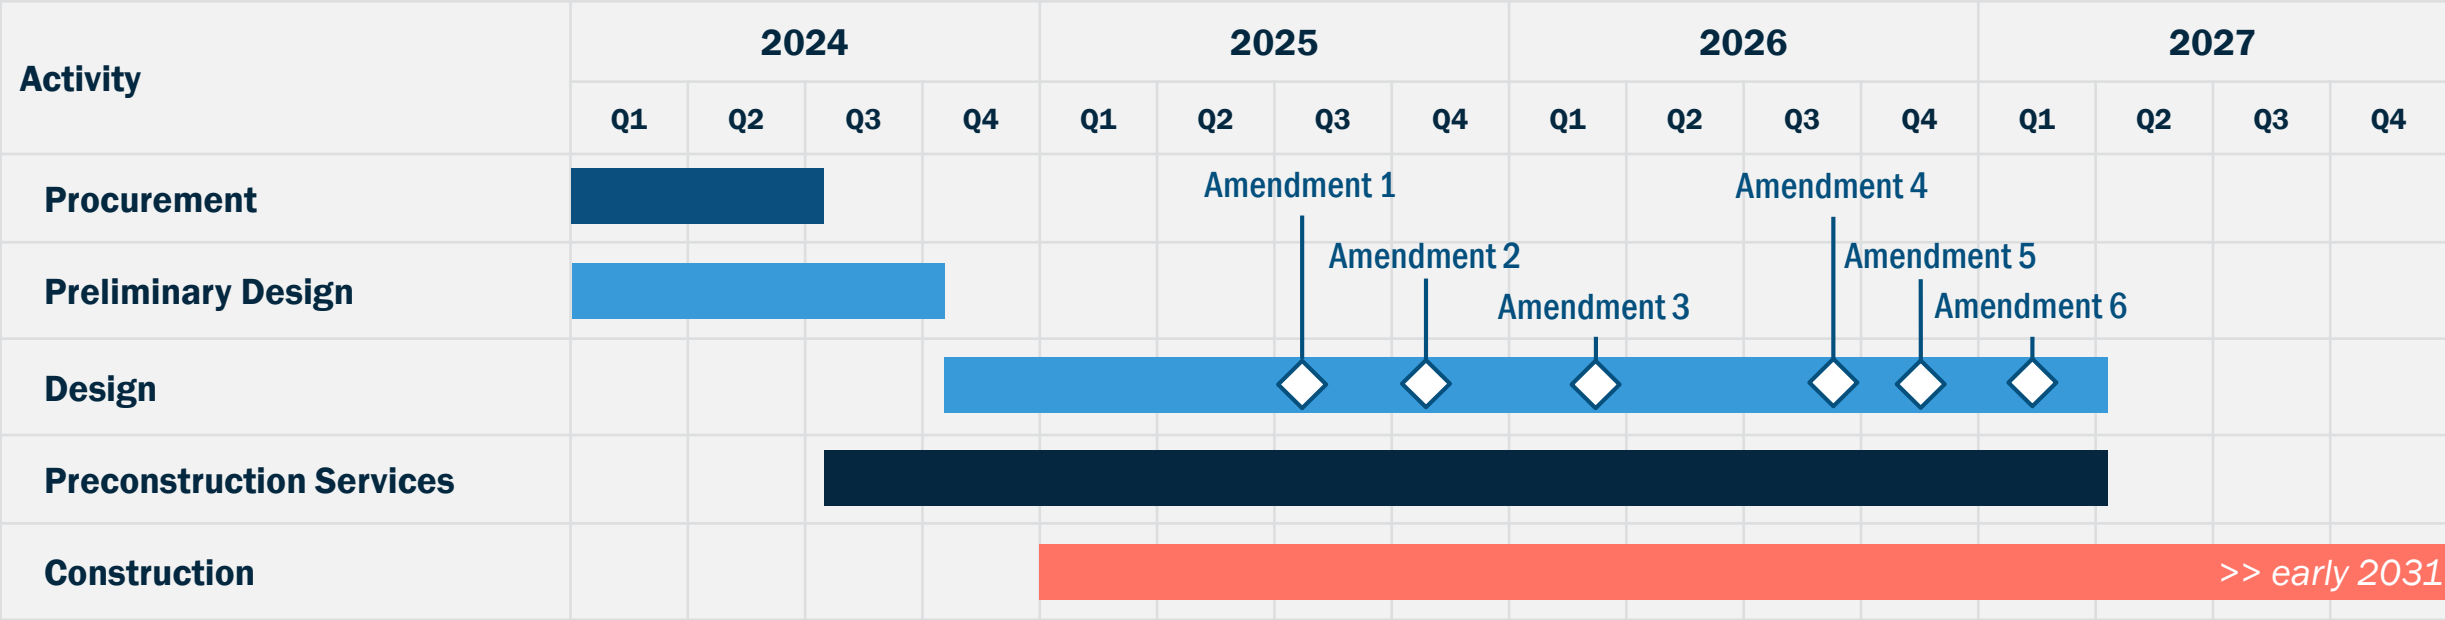 Activity
2024
2025
2026
2027
Q1 Q2 Q3 Q4 Q1 Q2 Q3 Q4 Q1 Q2 Q3 Q4 Q1 Q2 Q3 Q4
Procurement
Amendment 1
Amendment 4
Amendment 2
Amendment 5
Preliminary Design
Amendment 3
Amendment 6
Design
Preconstruction Services
Construction
>> early 2031